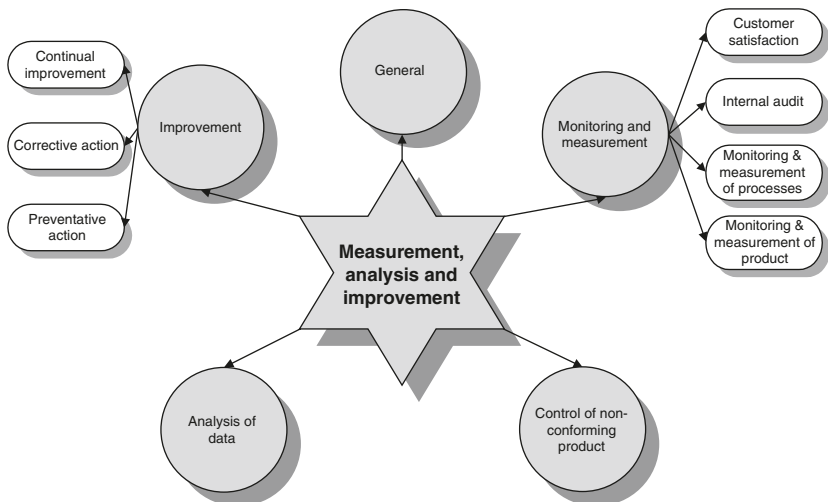 Continual
improvement
Corrective action
Preventative
action
Improvement
General
Monitoring and
measurement
Customer
satisfaction
Internal audit
Monitoring &
measurement
of processes
Monitoring &
measurement of
product
Measurement,
analysis and
improvement
Analysis of
data
Control of non-
conforming
product